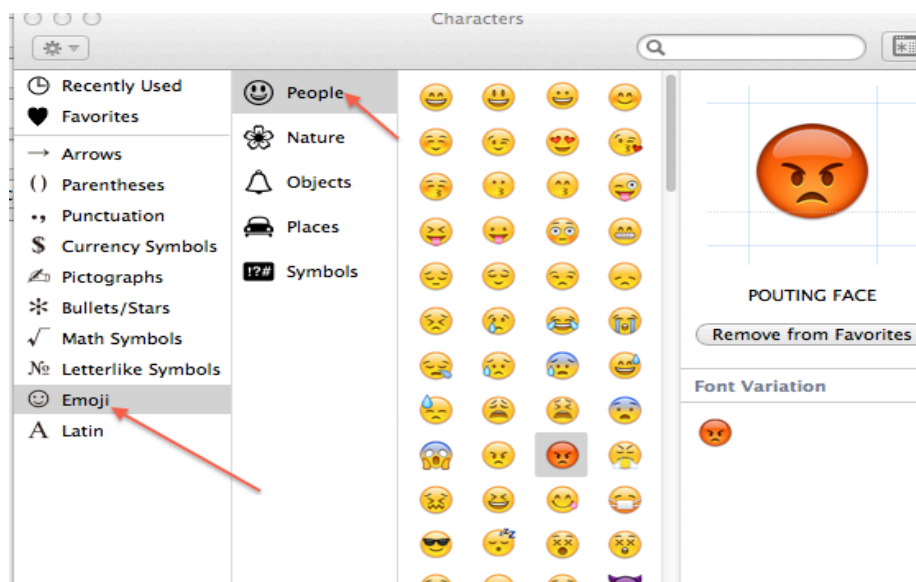 Characters
Recently Used
Favorites
Arrows
() Parentheses
Punctuation
$ Currency Symbols
Pictographs
Bullets/Stars
√ Math Symbols
№ Letterlike Symbols
Emoji
A Latin
People
Nature
Objects
Places
!?# Symbols
POUTING FACE
Remove from Favorites
Font Variation